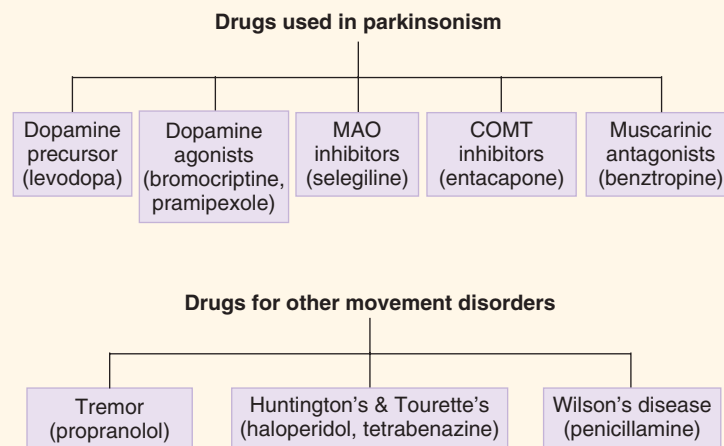 Drugs used in parkinsonism
Dopamine
precursor
(levodopa)
Dopamine
agonists
(bromocriptine,
pramipexole)
MAO
inhibitors
(selegiline)
COMT
inhibitors
(entacapone)
Muscarinic
antagonists
(benztropine)
Drugs for other movement disorders
Tremor
(propranolol)
Huntington's & Tourette's
(haloperidol, tetrabenazine)
Wilson's disease
(penicillamine)